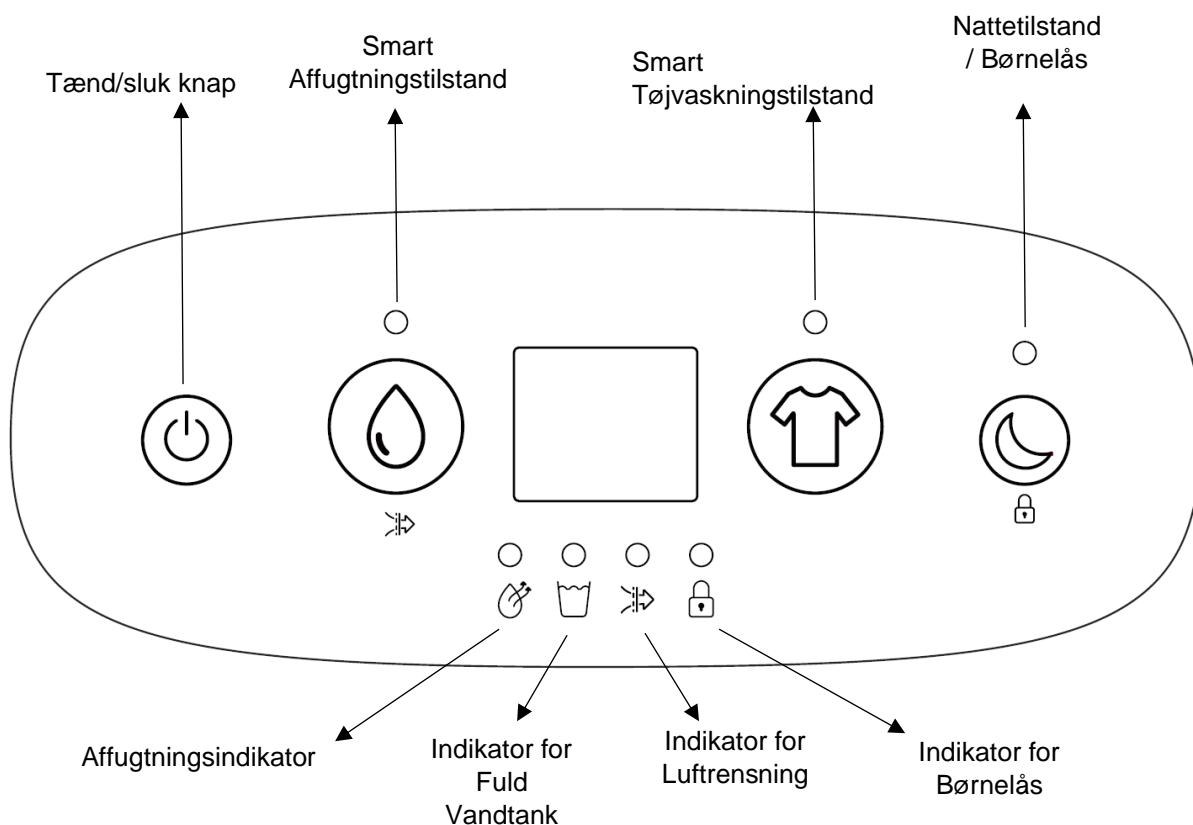 Tænd/sluk knap
Smart
Affugtningstilstand
Smart
Tøjvaskningstilstand
Nattetilstand
/ Børnelås
Affugtningsindikator
Indikator for
Fuld
Vandtank
Indikator for
Luftrensning
Indikator for
Børnelås